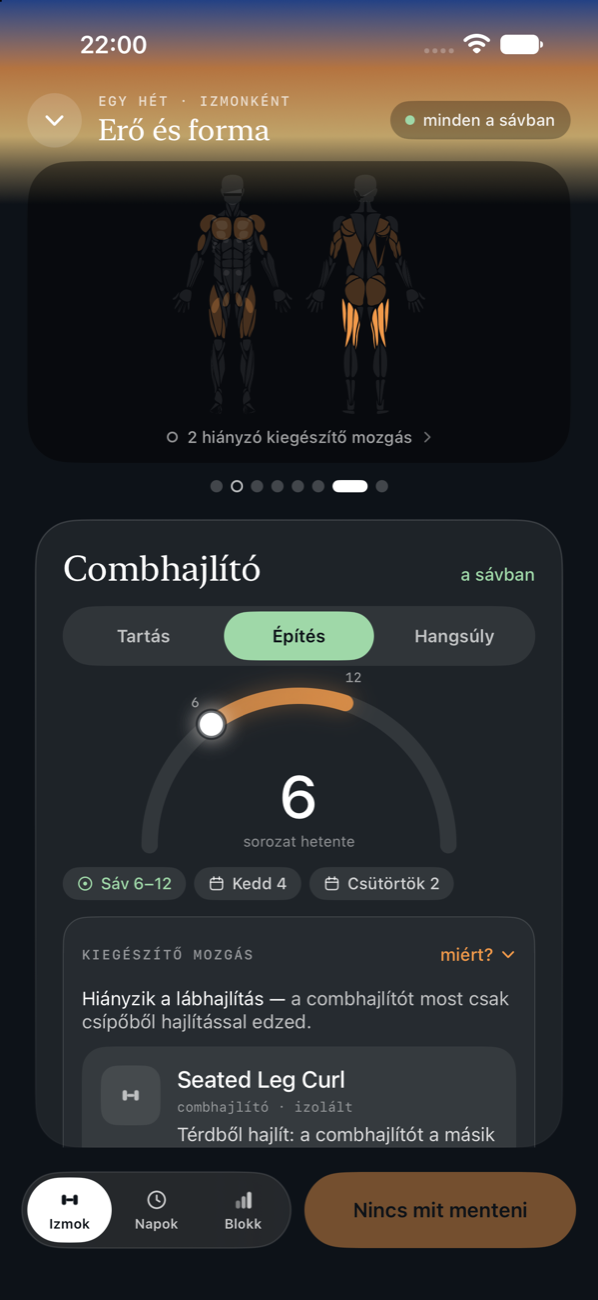 22:00
EGY HÉT · IZMONKÉNT
Erő és forma
minden a sávban
2 hiányzó kiegészítő mozgás
Combhajlító
a sávban
Tartás
Építés
Hangsúly
6
12
6
sorozat hetente
Sáv 6–12
Kedd 4
Csütörtök 2
KIEGÉSZÍTŐ MOZGÁS
miért?
Hiányzik a lábhajlítás — a combhajlítót most csak
csípőből hajlítással edzed.
Seated Leg Curl
combhajlító · izolált
Térdből hajlít: a combhajlítót a másik
Izmok
Napok
Blokk
Nincs mit menteni